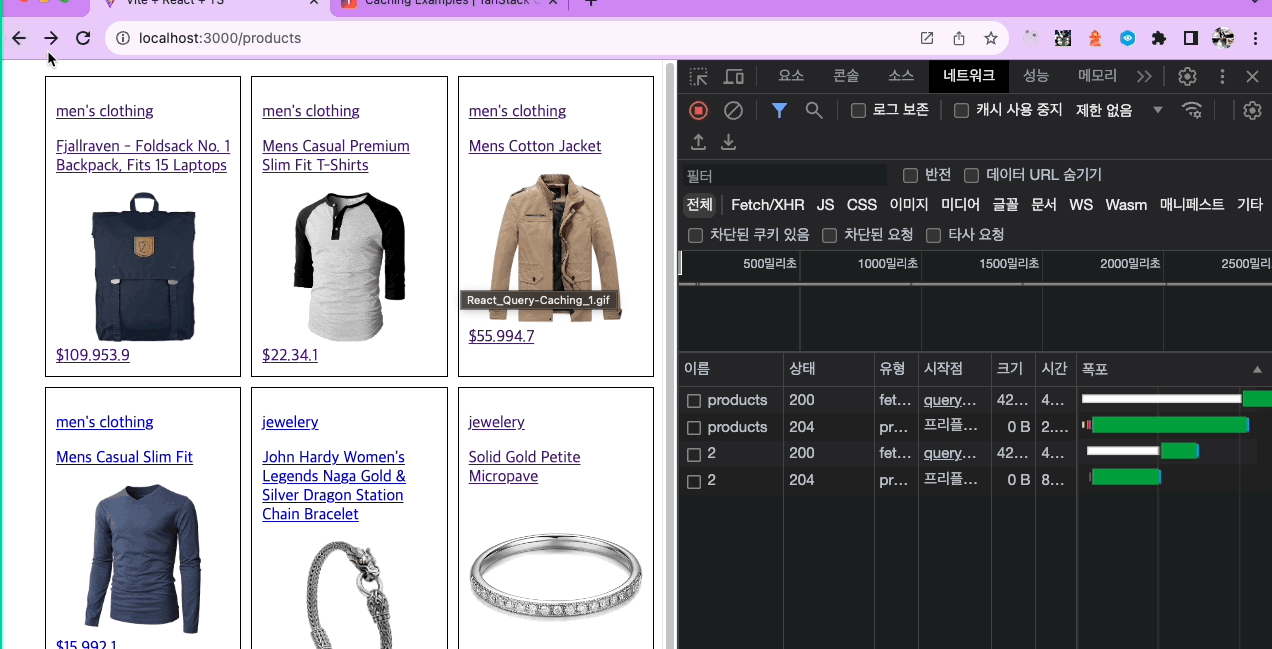 Vite + React + TS
Caching Examples | TanStack
localhost:3000/products
men's clothing
Fjallraven - Foldsack No. 1
Backpack, Fits 15 Laptops
$109.953.9
men's clothing
Mens Casual Premium
Slim Fit T-Shirts
$22.34.1
men's clothing
Mens Cotton Jacket
React_Query-Caching_1.gif
$55.994.7
men's clothing
Mens Casual Slim Fit
$15.992.1
jewelery
John Hardy Women's
Legends Naga Gold &
Silver Dragon Station
Chain Bracelet
jewelery
Solid Gold Petite
Micropave
요소 콘솔 소스 네트워크 성능 메모리
로그 보존 캐시 사용 중지 제한 없음
필터 반전 데이터 URL 숨기기
전체 Fetch/XHR JS CSS 이미지 미디어 글꼴 문서 WS Wasm 매니페스트 기타
차단된 쿠키 있음 차단된 요청 타사 요청
500밀리초 1000밀리초 1500밀리초 2000밀리초 2500밀리
이름 상태 유형 시작점 크기 시간 폭포
products 200 fet... query... 42... 4...
products 204 pr... 프리플... 0 B 2....
2 200 fet... query... 42... 4...
2 204 pr... 프리플... 0 B 8...